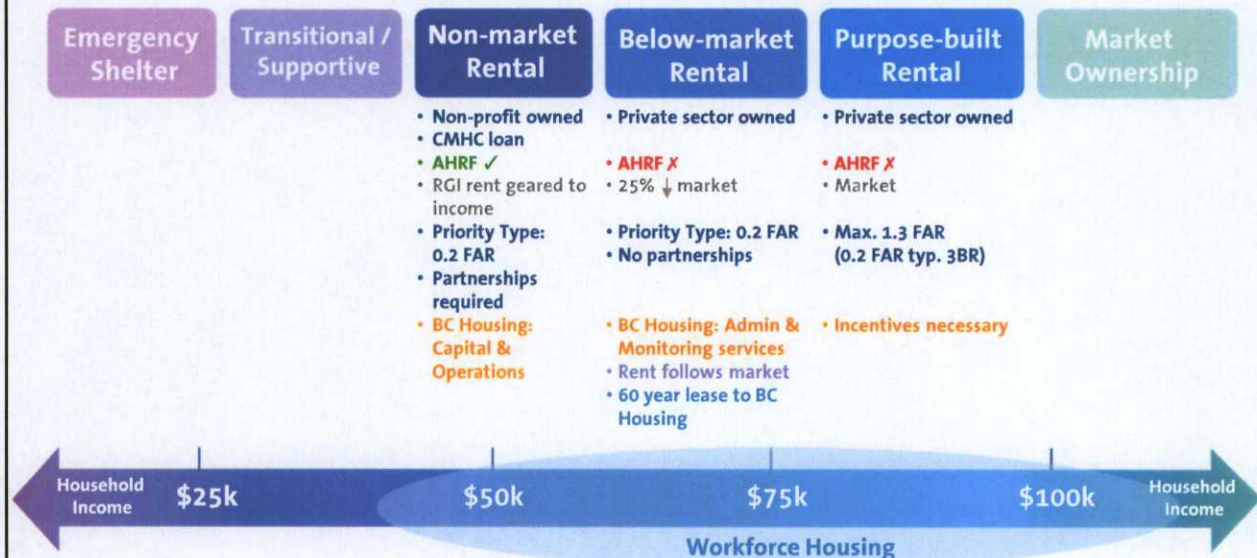 Emergency
Shelter
Transitional /
Supportive
Non-market
Rental
Below-market
Rental
Purpose-built
Rental
Market
Ownership
• Non-profit owned
• CMHC loan
• AHRF ✓
• RGI rent geared to
income
• Priority Type:
0.2 FAR
• Partnerships
required
• BC Housing:
Capital &
Operations
• Private sector owned
• AHRF ✗
• 25% ↓ market
• Priority Type: 0.2 FAR
• No partnerships
• BC Housing: Admin &
Monitoring services
• Rent follows market
• 60 year lease to BC
Housing
• Private sector owned
• AHRF ✗
• Market
• Max. 1.3 FAR
(0.2 FAR typ. 3BR)
• Incentives necessary
Household
Income
$25k
$50k
$75k
$100k
Household
Income
Workforce Housing